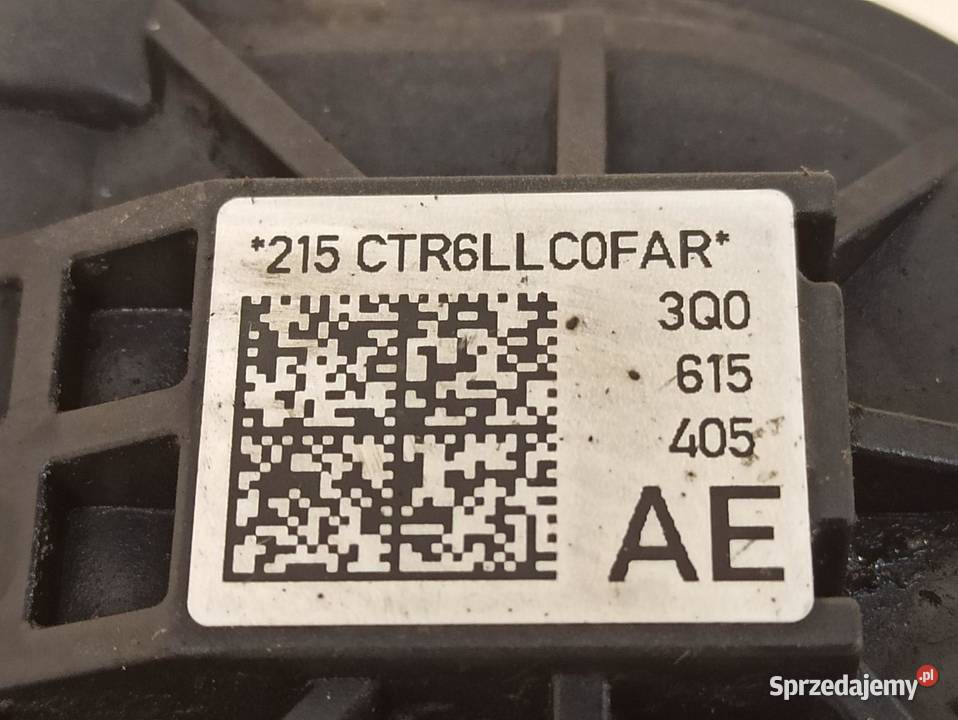 *215 CTR6LLC0FAR*
3Q0
615
405
AE
Sprzedajemy.pl